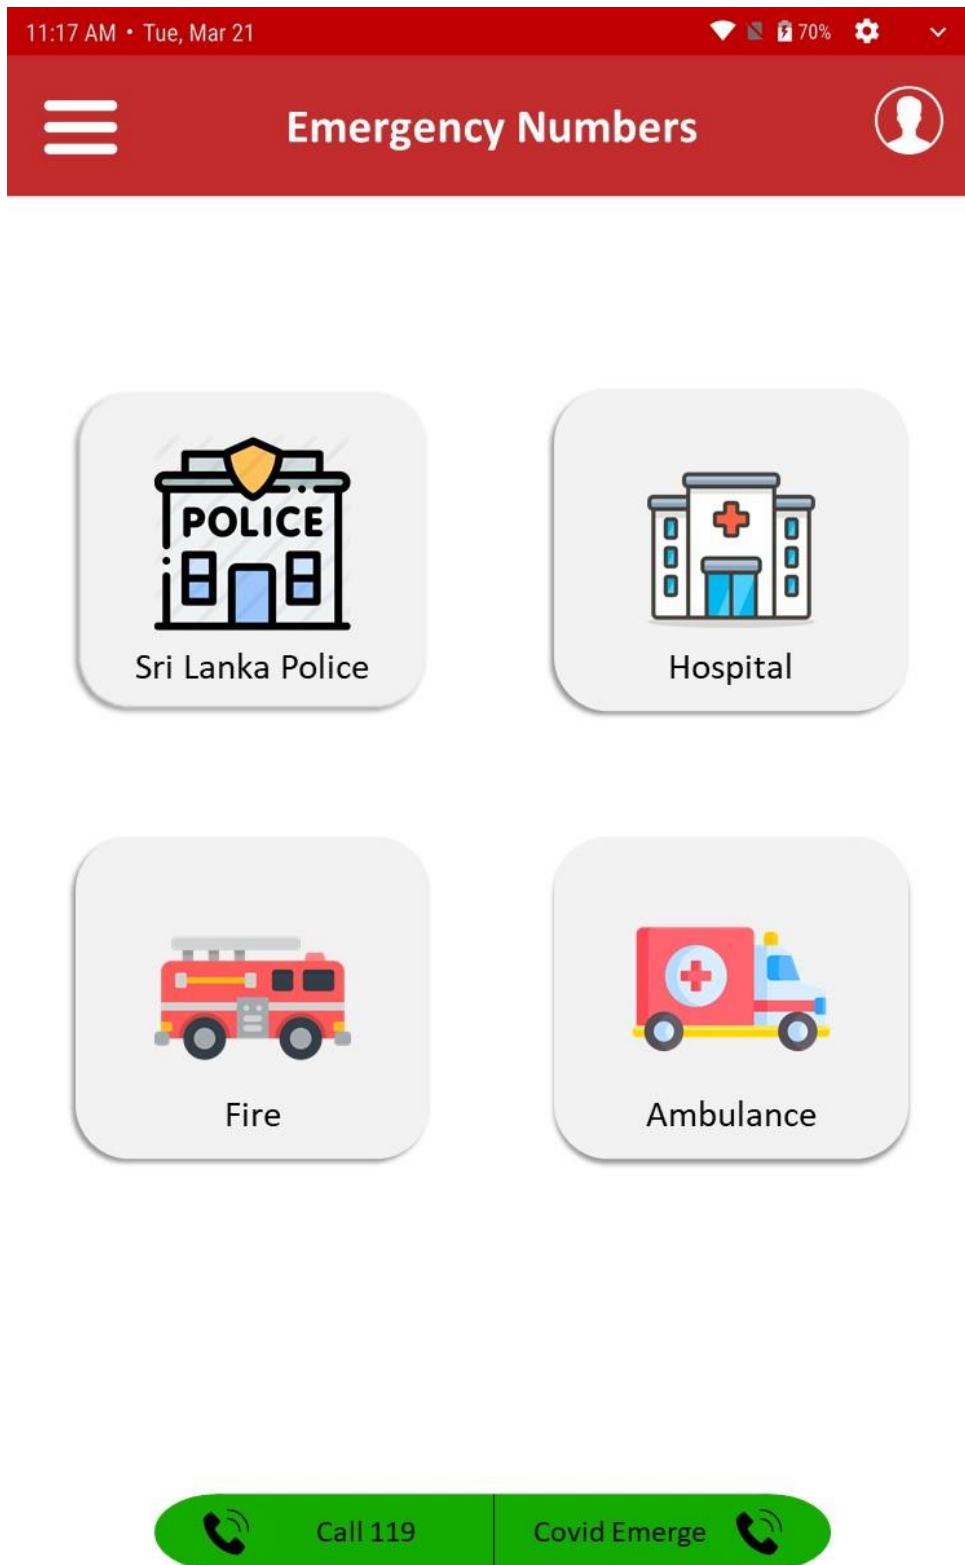 11:17 AM • Tue, Mar 21 70%
Emergency Numbers
POLICE
Sri Lanka Police
Hospital
Fire
Ambulance
Call 119
Covid Emerge